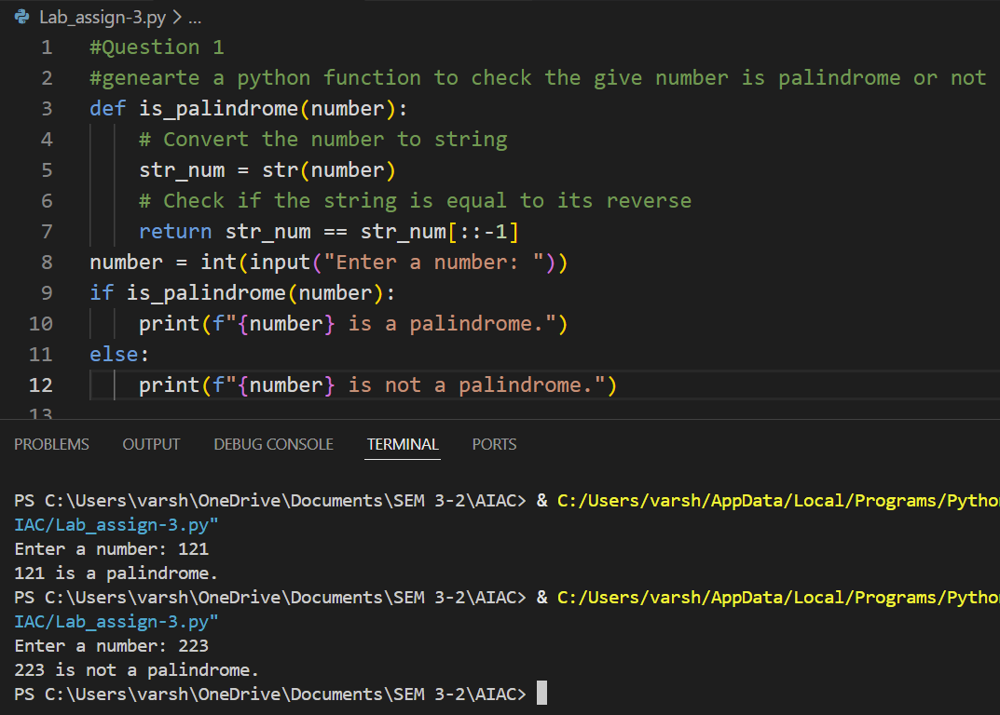 Lab_assign-3.py > ...
1 #Question 1
2 #genearte a python function to check the give number is palindrome or not
3 def is_palindrome(number):
4     # Convert the number to string
5     str_num = str(number)
6     # Check if the string is equal to its reverse
7     return str_num == str_num[::-1]
8 number = int(input("Enter a number: "))
9 if is_palindrome(number):
10     print(f"{number} is a palindrome.")
11 else:
12     print(f"{number} is not a palindrome.")
13
PROBLEMS OUTPUT DEBUG CONSOLE TERMINAL PORTS
PS C:\Users\varsh\OneDrive\Documents\SEM 3-2\AIAC> & C:/Users/varsh/AppData/Local/Programs/Pytho
IAC/Lab_assign-3.py"
Enter a number: 121
121 is a palindrome.
PS C:\Users\varsh\OneDrive\Documents\SEM 3-2\AIAC> & C:/Users/varsh/AppData/Local/Programs/Pytho
IAC/Lab_assign-3.py"
Enter a number: 223
223 is not a palindrome.
PS C:\Users\varsh\OneDrive\Documents\SEM 3-2\AIAC>